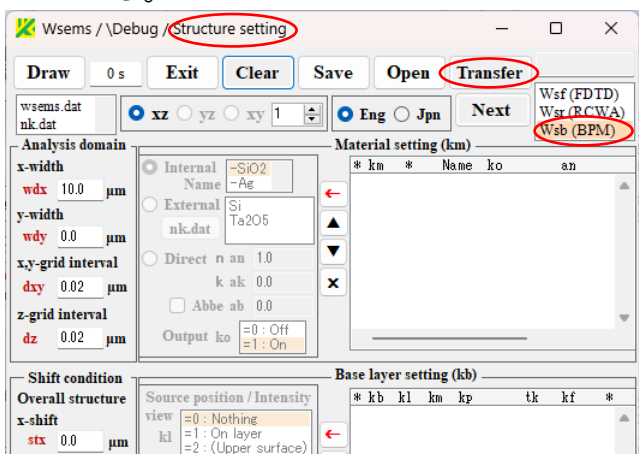 Wsems / \Debug / Structure setting
Draw 0 s Exit Clear Save Open Transfer
wsems.dat
nk.dat
xz yz xy 1 Eng Jpn Next
Wsf (FDTD)
Wsr (RCWA)
Wsb (BPM)
Analysis domain
x-width
wdx 10.0 μm
y-width
wdy 0.0 μm
x,y-grid interval
dxy 0.02 μm
z-grid interval
dz 0.02 μm
Internal Name
-SiO2
-Ag
External
nk.dat
Si
Ta2O5
Direct n an 1.0
k ak 0.0
Abbe ab 0.0
Output ko
=0 : Off
=1 : On
←
▲
▼
x
Material setting (km)
* km * Name ko an
Shift condition
Overall structure
x-shift
stx 0.0 μm
Source position / Intensity
view
kl
=0 : Nothing
=1 : On layer
=2 : (Upper surface)
←
Base layer setting (kb)
* kb kl km kp tk kf *